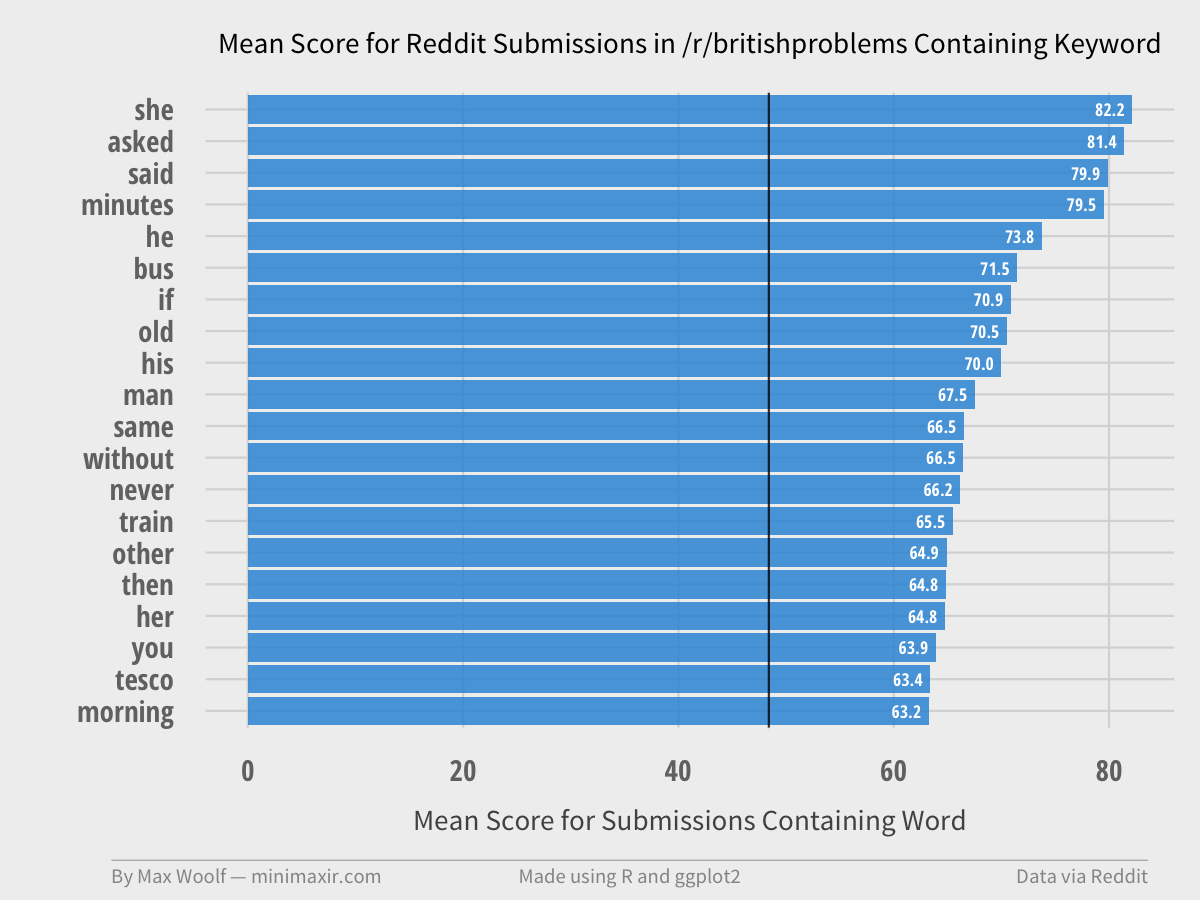 Mean Score for Reddit Submissions in /r/britishproblems Containing Keyword
she 82.2
asked 81.4
said 79.9
minutes 79.5
he 73.8
bus 71.5
if 70.9
old 70.5
his 70.0
man 67.5
same 66.5
without 66.5
never 66.2
train 65.5
other 64.9
then 64.8
her 64.8
you 63.9
tesco 63.4
morning 63.2
0 20 40 60 80
Mean Score for Submissions Containing Word
By Max Woolf — minimaxir.com Made using R and ggplot2 Data via Reddit